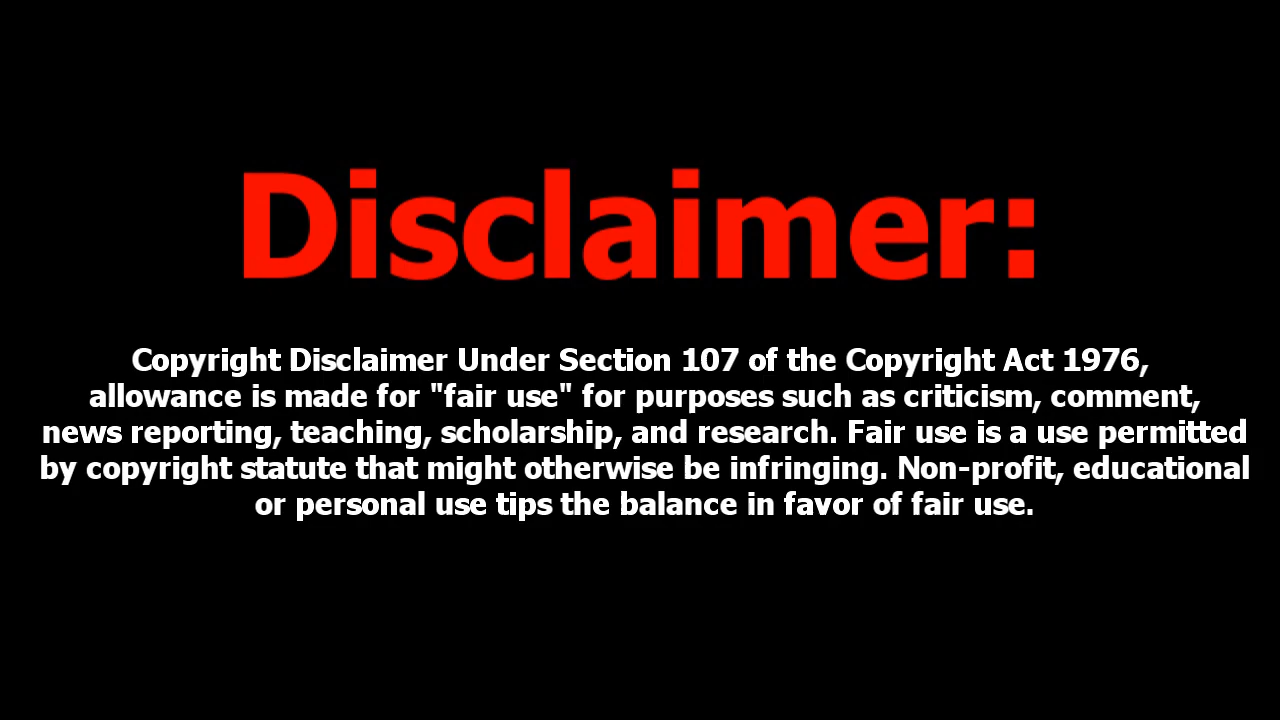 Disclaimer:
Copyright Disclaimer Under Section 107 of the Copyright Act 1976,
allowance is made for "fair use" for purposes such as criticism, comment,
news reporting, teaching, scholarship, and research. Fair use is a use permitted
by copyright statute that might otherwise be infringing. Non-profit, educational
or personal use tips the balance in favor of fair use.